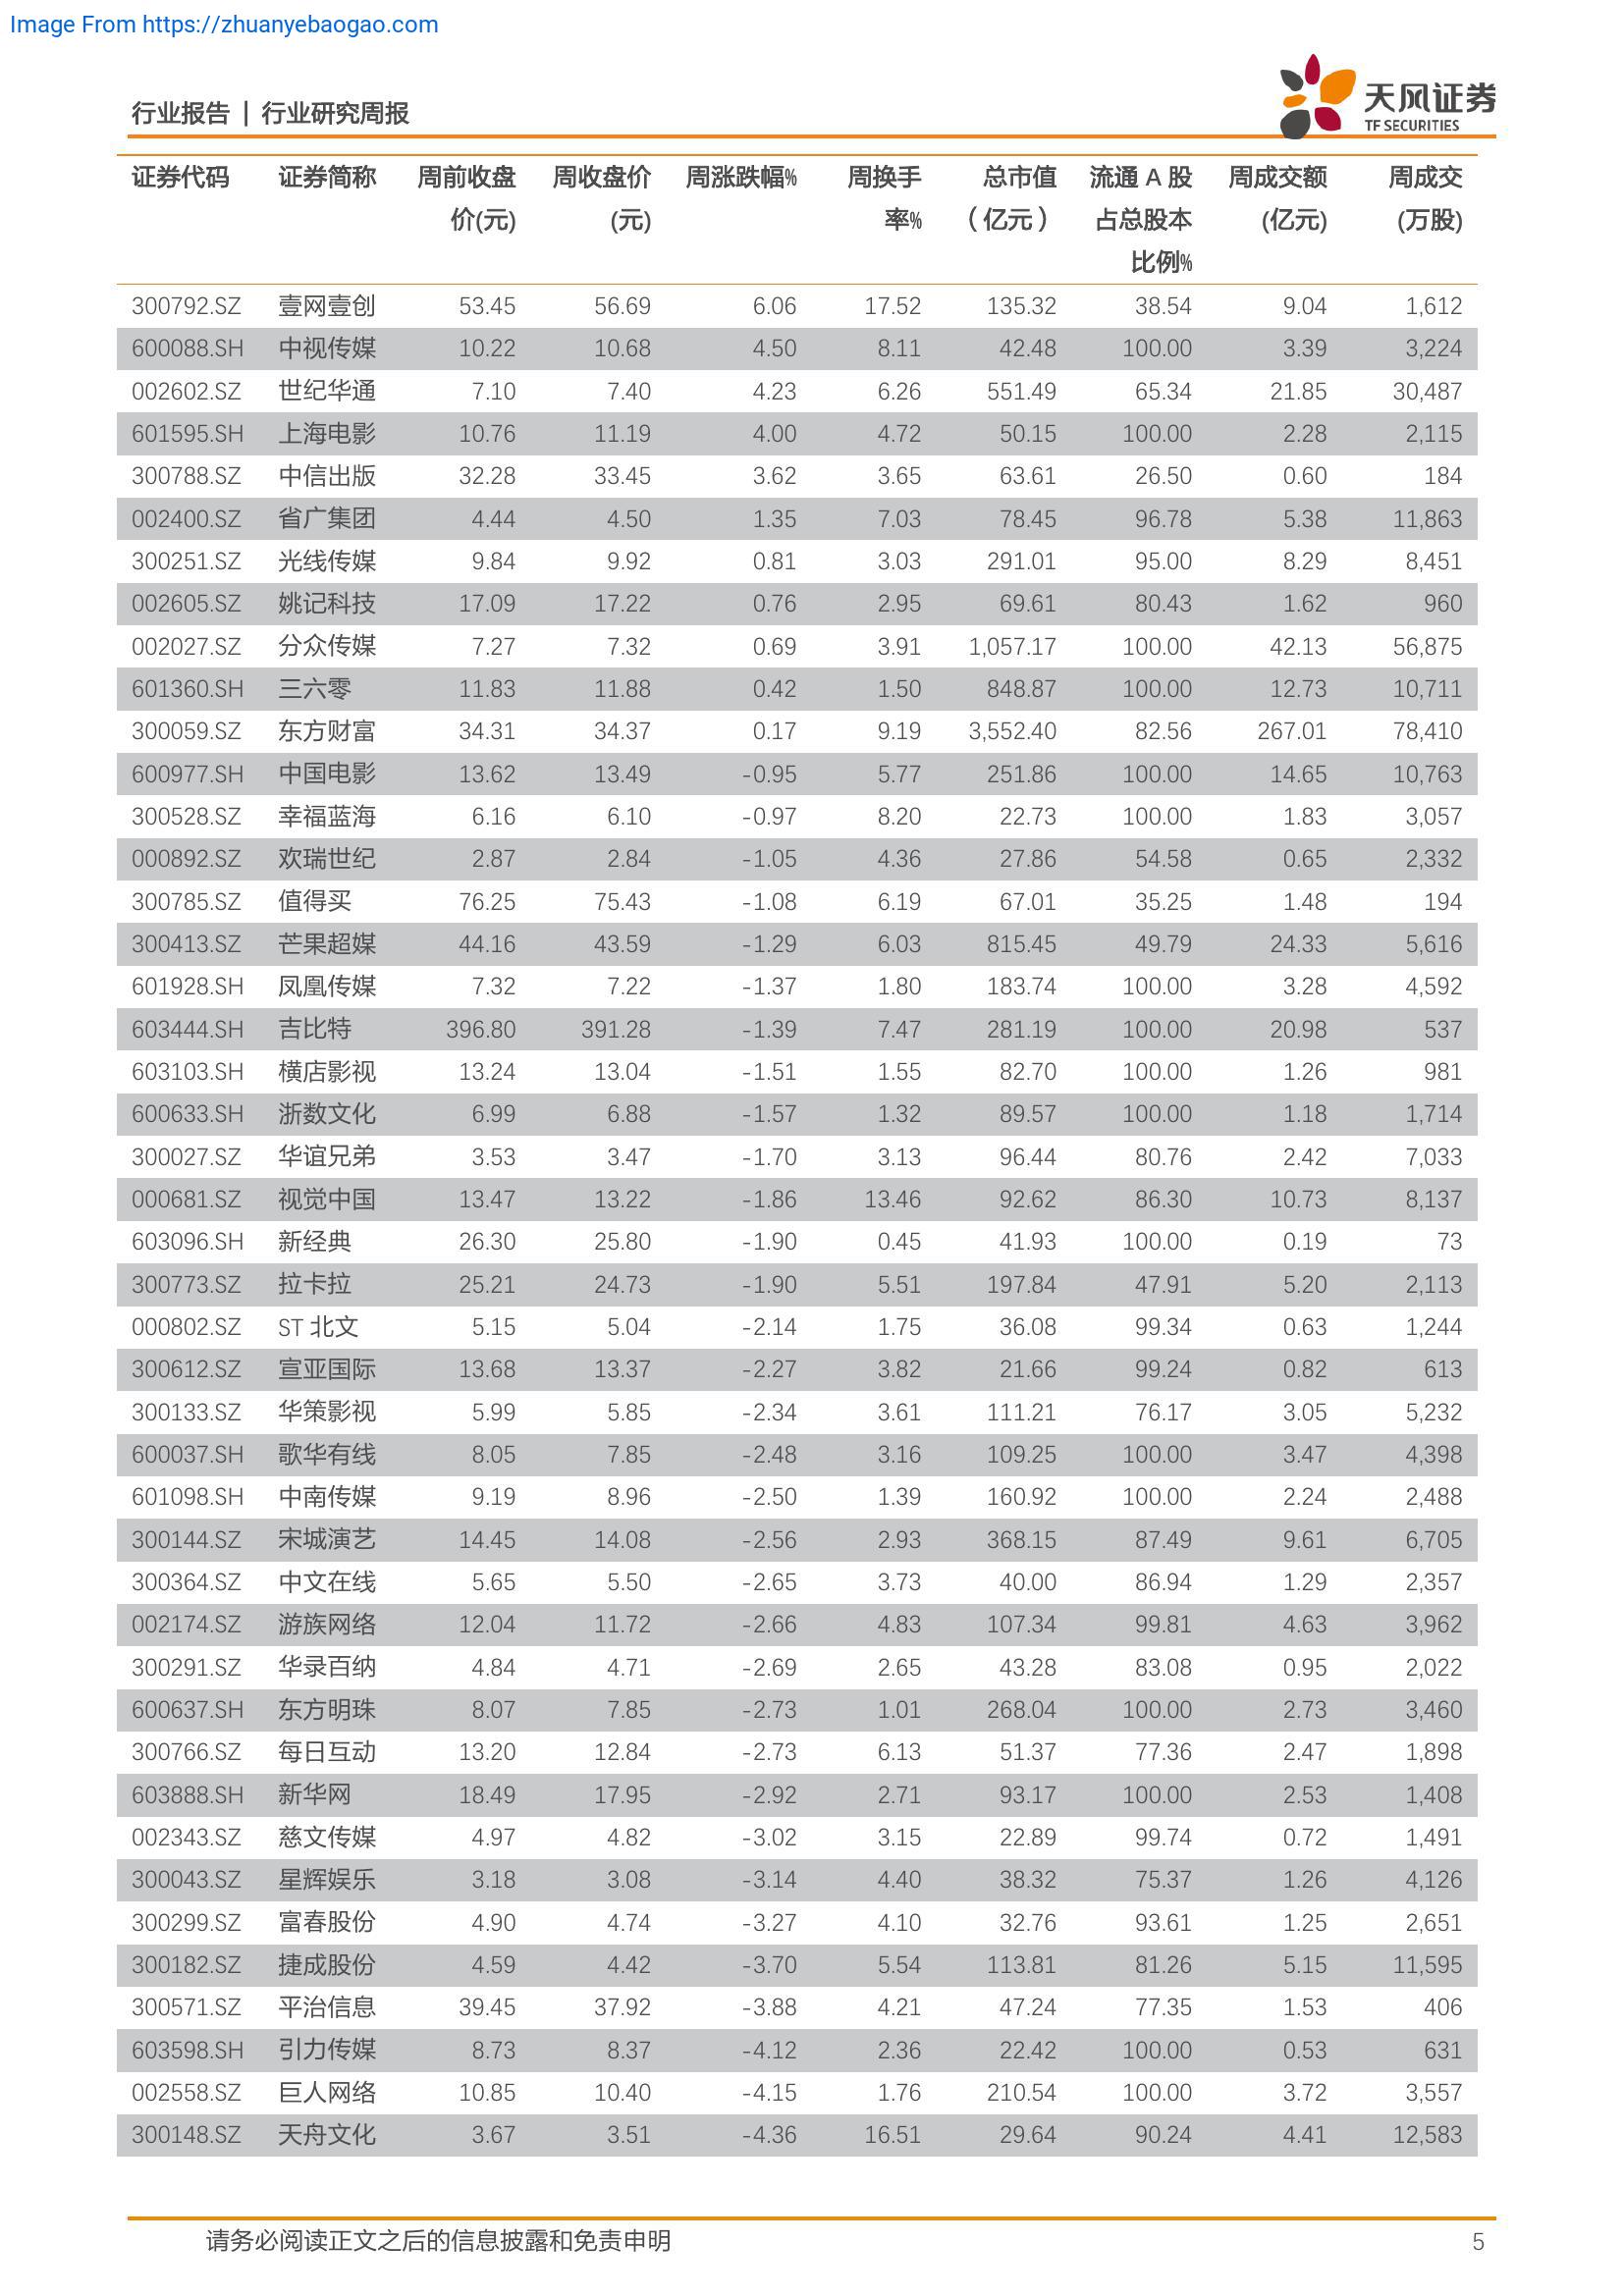 Image From https://zhuanyebaogao.com
行业报告 | 行业研究周报
天风证券
TF SECURITIES
证券代码 证券简称 周前收盘 周收盘价 周涨跌幅% 周换手 总市值 流通 A 股 周成交额 周成交
价(元) (元) 率% （亿元） 占总股本 (亿元) (万股)
比例%
300792.SZ 壹网壹创 53.45 56.69 6.06 17.52 135.32 38.54 9.04 1,612
600088.SH 中视传媒 10.22 10.68 4.50 8.11 42.48 100.00 3.39 3,224
002602.SZ 世纪华通 7.10 7.40 4.23 6.26 551.49 65.34 21.85 30,487
601595.SH 上海电影 10.76 11.19 4.00 4.72 50.15 100.00 2.28 2,115
300788.SZ 中信出版 32.28 33.45 3.62 3.65 63.61 26.50 0.60 184
002400.SZ 省广集团 4.44 4.50 1.35 7.03 78.45 96.78 5.38 11,863
300251.SZ 光线传媒 9.84 9.92 0.81 3.03 291.01 95.00 8.29 8,451
002605.SZ 姚记科技 17.09 17.22 0.76 2.95 69.61 80.43 1.62 960
002027.SZ 分众传媒 7.27 7.32 0.69 3.91 1,057.17 100.00 42.13 56,875
601360.SH 三六零 11.83 11.88 0.42 1.50 848.87 100.00 12.73 10,711
300059.SZ 东方财富 34.31 34.37 0.17 9.19 3,552.40 82.56 267.01 78,410
600977.SH 中国电影 13.62 13.49 -0.95 5.77 251.86 100.00 14.65 10,763
300528.SZ 幸福蓝海 6.16 6.10 -0.97 8.20 22.73 100.00 1.83 3,057
000892.SZ 欢瑞世纪 2.87 2.84 -1.05 4.36 27.86 54.58 0.65 2,332
300785.SZ 值得买 76.25 75.43 -1.08 6.19 67.01 35.25 1.48 194
300413.SZ 芒果超媒 44.16 43.59 -1.29 6.03 815.45 49.79 24.33 5,616
601928.SH 凤凰传媒 7.32 7.22 -1.37 1.80 183.74 100.00 3.28 4,592
603444.SH 吉比特 396.80 391.28 -1.39 7.47 281.19 100.00 20.98 537
603103.SH 横店影视 13.24 13.04 -1.51 1.55 82.70 100.00 1.26 981
600633.SH 浙数文化 6.99 6.88 -1.57 1.32 89.57 100.00 1.18 1,714
300027.SZ 华谊兄弟 3.53 3.47 -1.70 3.13 96.44 80.76 2.42 7,033
000681.SZ 视觉中国 13.47 13.22 -1.86 13.46 92.62 86.30 10.73 8,137
603096.SH 新经典 26.30 25.80 -1.90 0.45 41.93 100.00 0.19 73
300773.SZ 拉卡拉 25.21 24.73 -1.90 5.51 197.84 47.91 5.20 2,113
000802.SZ ST 北文 5.15 5.04 -2.14 1.75 36.08 99.34 0.63 1,244
300612.SZ 宣亚国际 13.68 13.37 -2.27 3.82 21.66 99.24 0.82 613
300133.SZ 华策影视 5.99 5.85 -2.34 3.61 111.21 76.17 3.05 5,232
600037.SH 歌华有线 8.05 7.85 -2.48 3.16 109.25 100.00 3.47 4,398
601098.SH 中南传媒 9.19 8.96 -2.50 1.39 160.92 100.00 2.24 2,488
300144.SZ 宋城演艺 14.45 14.08 -2.56 2.93 368.15 87.49 9.61 6,705
300364.SZ 中文在线 5.65 5.50 -2.65 3.73 40.00 86.94 1.29 2,357
002174.SZ 游族网络 12.04 11.72 -2.66 4.83 107.34 99.81 4.63 3,962
300291.SZ 华录百纳 4.84 4.71 -2.69 2.65 43.28 83.08 0.95 2,022
600637.SH 东方明珠 8.07 7.85 -2.73 1.01 268.04 100.00 2.73 3,460
300766.SZ 每日互动 13.20 12.84 -2.73 6.13 51.37 77.36 2.47 1,898
603888.SH 新华网 18.49 17.95 -2.92 2.71 93.17 100.00 2.53 1,408
002343.SZ 慈文传媒 4.97 4.82 -3.02 3.15 22.89 99.74 0.72 1,491
300043.SZ 星辉娱乐 3.18 3.08 -3.14 4.40 38.32 75.37 1.26 4,126
300299.SZ 富春股份 4.90 4.74 -3.27 4.10 32.76 93.61 1.25 2,651
300182.SZ 捷成股份 4.59 4.42 -3.70 5.54 113.81 81.26 5.15 11,595
300571.SZ 平治信息 39.45 37.92 -3.88 4.21 47.24 77.35 1.53 406
603598.SH 引力传媒 8.73 8.37 -4.12 2.36 22.42 100.00 0.53 631
002558.SZ 巨人网络 10.85 10.40 -4.15 1.76 210.54 100.00 3.72 3,557
300148.SZ 天舟文化 3.67 3.51 -4.36 16.51 29.64 90.24 4.41 12,583
请务必阅读正文之后的信息披露和免责申明 5